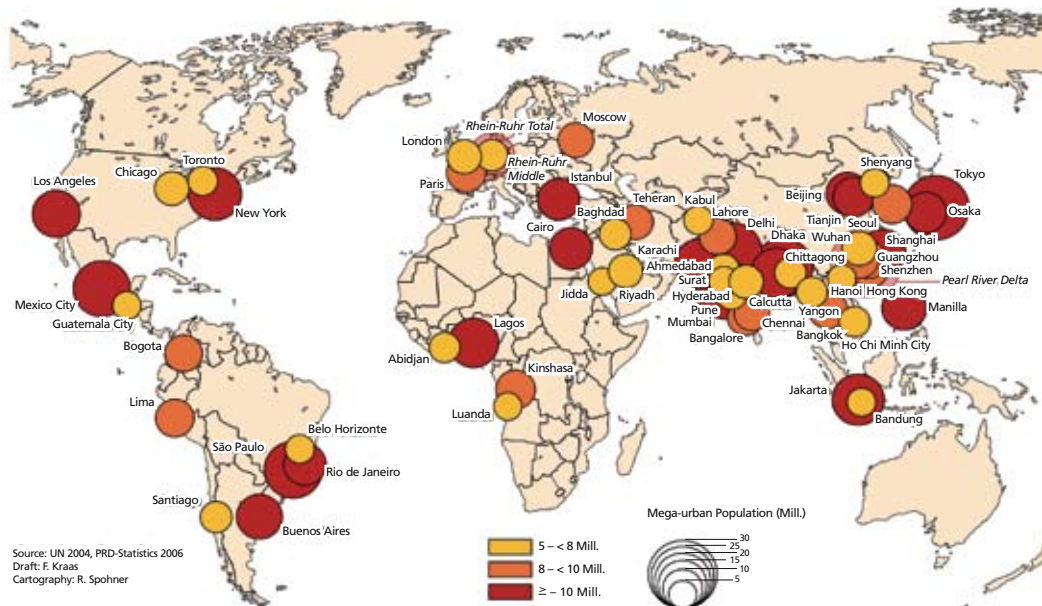 Rhein-Ruhr Total
Moscow
London
Rhein-Ruhr
Middle
Paris
Istanbul
Toronto
Chicago
Los Angeles
New York
Shenyang
Tokyo
Beijing
Osaka
Tianjin
Seoul
Teheran
Kabul
Lahore
Baghdad
Delhi
Dhaka
Wuhan
Shanghai
Cairo
Karachi
Chittagong
Guangzhou
Ahmedabad
Shenzhen
Surat
Pearl River Delta
Jidda
Riyadh
Hyderabad
Calcutta
Hanoi
Hong Kong
Pune
Yangon
Manilla
Mumbai
Chennai
Bangkok
Bangalore
Ho Chi Minh City
Mexico City
Guatemala City
Lagos
Bogota
Abidjan
Kinshasa
Lima
Luanda
Jakarta
Bandung
Belo Horizonte
São Paulo
Rio de Janeiro
Santiago
Buenos Aires
Mega-urban Population (Mill.)
30
25
20
15
10
5
5 – < 8 Mill.
8 – < 10 Mill.
≥ – 10 Mill.
Source: UN 2004, PRD-Statistics 2006
Draft: F. Kraas
Cartography: R. Spohner